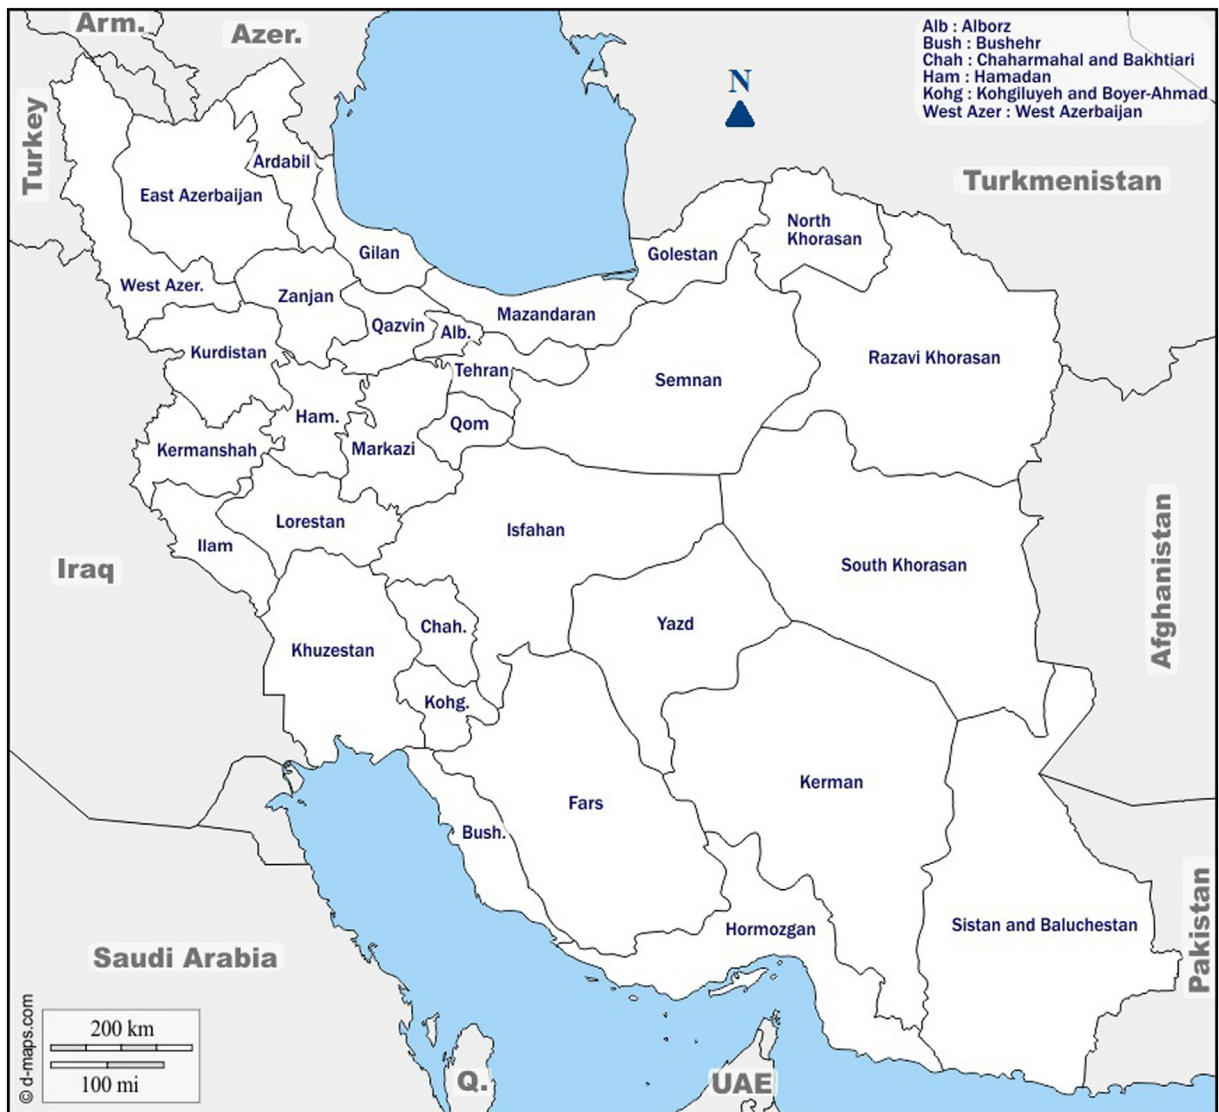 Arm.
Azer.
Alb : Alborz
Bush : Bushehr
Chah : Chaharmahal and Bakhtiari
Ham : Hamadan
Kohg : Kohgiluyeh and Boyer-Ahmad
West Azer : West Azerbaijan
N
Turkey
Turkmenistan
Ardabil
East Azerbaijan
North
Khorasan
Golestan
Gilan
West Azer.
Zanjan
Mazandaran
Qazvin
Alb.
Kurdistan
Razavi Khorasan
Tehran
Semnan
Ham.
Qom
Markazi
Kermanshah
Lorestan
Isfahan
Ilam
Iraq
South Khorasan
Afghanistan
Chah.
Yazd
Khuzestan
Kohg.
Kerman
Fars
Bush.
Hormozgan
Sistan and Baluchestan
Pakistan
Saudi Arabia
© d-maps.com
200 km
100 mi
Q.
UAE